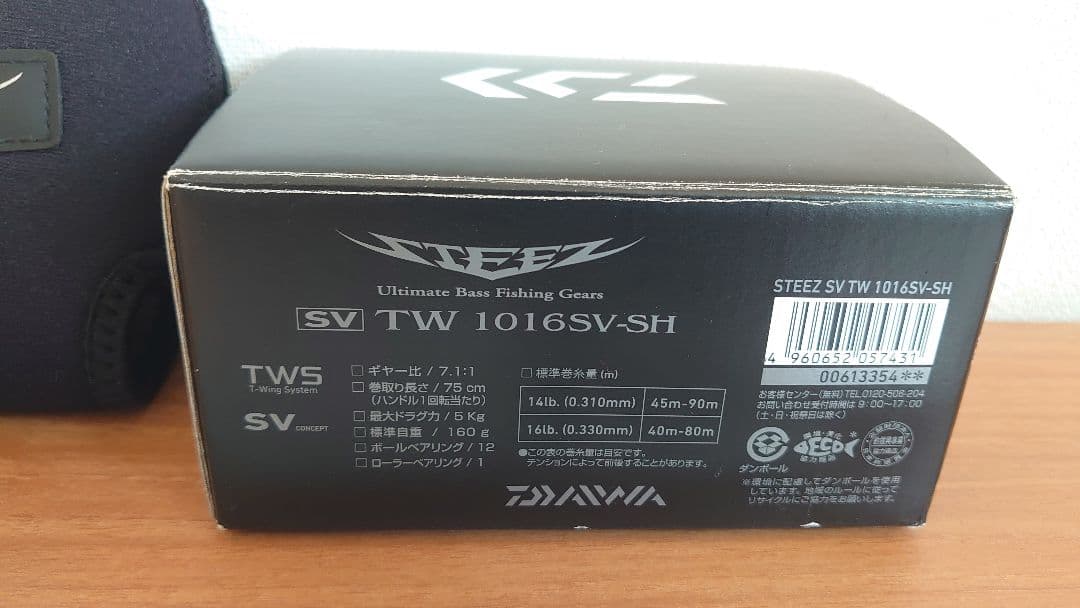 STEEZ
Ultimate Bass Fishing Gears
SV TW 1016SV-SH
TWS
T-Wing System
SV CONCEPT
□ ギヤー比 / 7.1:1
□ 巻取り長さ / 75 cm
(ハンドル1回転当たり)
□ 最大ドラグ力 / 5 Kg
□ 標準自重 / 160 g
□ ボールベアリング / 12
□ ローラーベアリング / 1
□ 標準巻糸量 (m)
14lb. (0.310mm) 45m-90m
16lb. (0.330mm) 40m-80m
●この表の巻糸量は目安です。
テンションによって前後することがあります。
DAIWA
STEEZ SV TW 1016SV-SH
4 960652 057431
00613354**
お客様センター(無料)TEL0120-506-204
お問い合わせ受付時間は 9:00~17:00
(土・日・祝祭日は除く)
環境・美化
ECO
協力商品
ダンボール
※環境に配慮してダンボールを使用
しています。地域のルールに従って
リサイクルにご協力をお願いします。